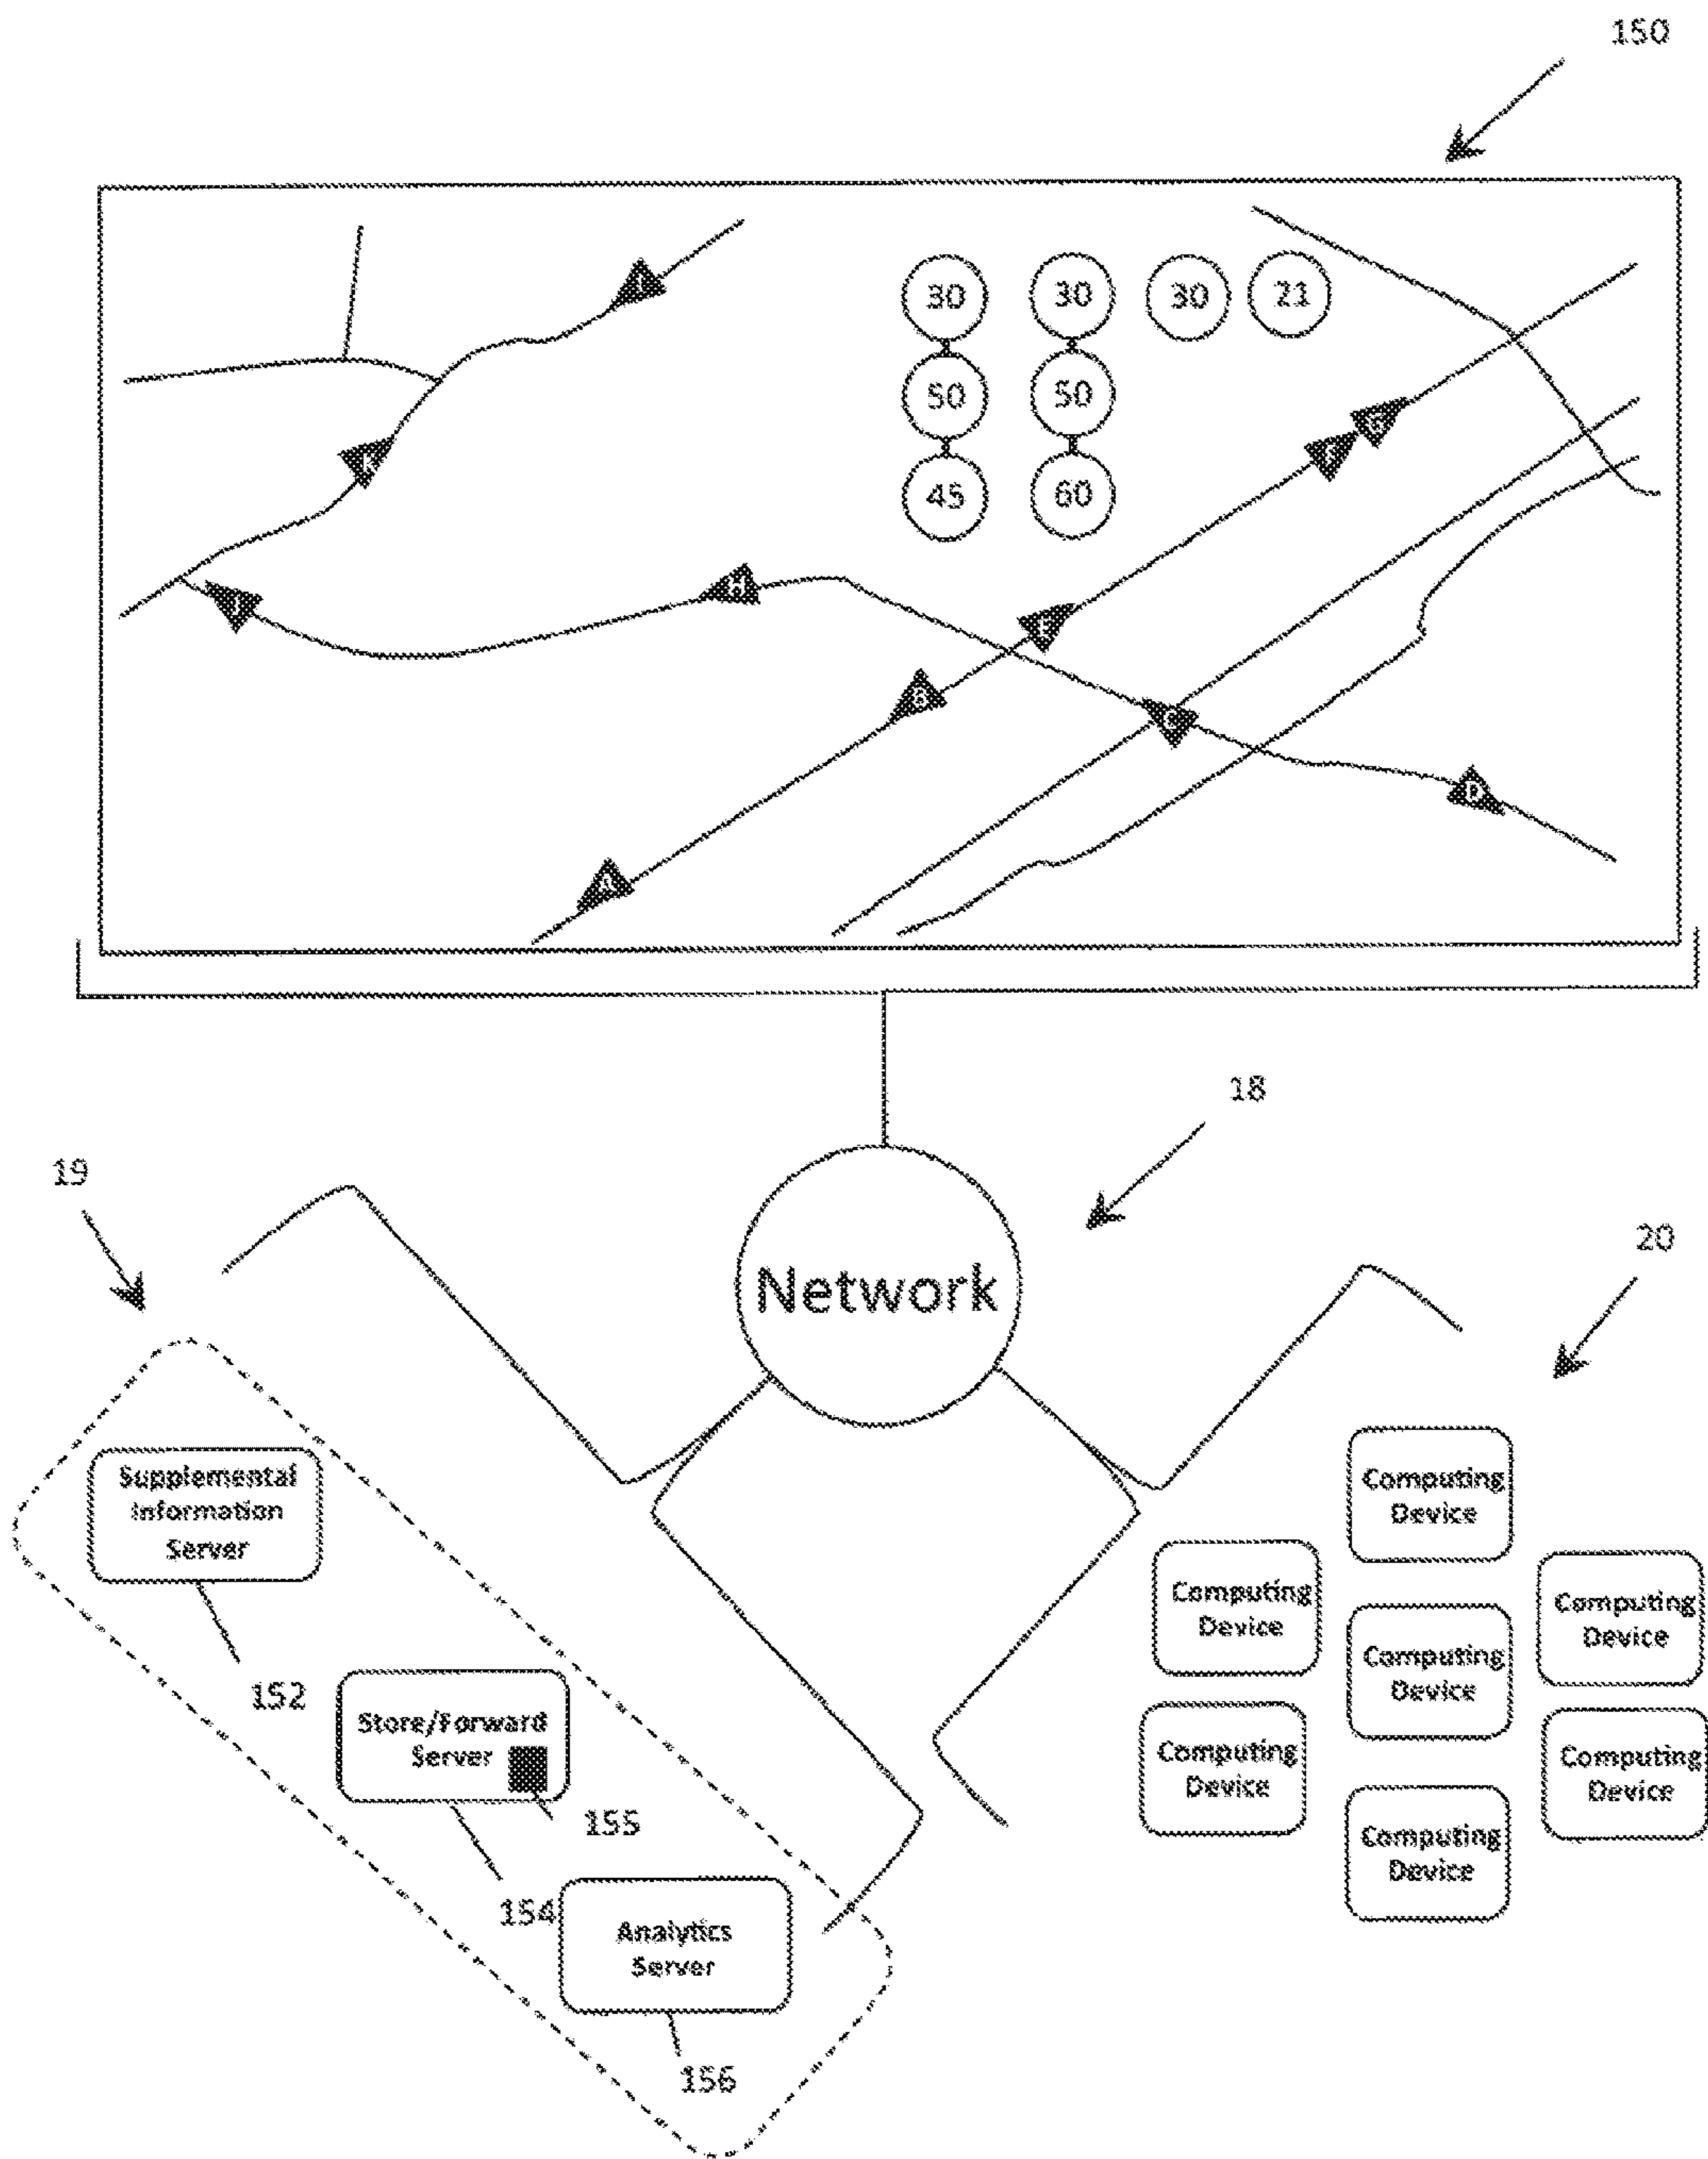 150
30 30 30 21
50 50
45 60
K
H
E
B
C
D
A
18
19
20
Network
Supplemental
Information
Server
152
Store/Forward
Server
155
154
Analytics
Server
156
Computing
Device
Computing
Device
Computing
Device
Computing
Device
Computing
Device
Computing
Device
Computing
Device